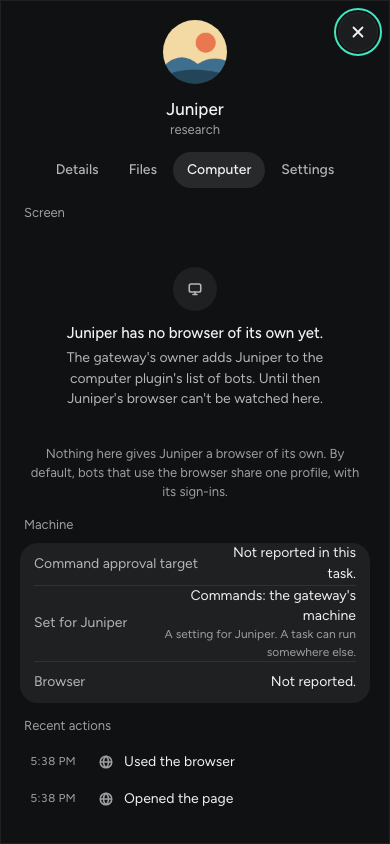 Juniper
research
Details
Files
Computer
Settings
Screen
Juniper has no browser of its own yet.
The gateway's owner adds Juniper to the
computer plugin's list of bots. Until then
Juniper's browser can't be watched here.
Nothing here gives Juniper a browser of its own. By
default, bots that use the browser share one profile, with
its sign-ins.
Machine
Command approval target
Not reported in this
task.
Set for Juniper
Commands: the gateway's
machine
A setting for Juniper. A task can run
somewhere else.
Browser
Not reported.
Recent actions
5:38 PM
Used the browser
5:38 PM
Opened the page